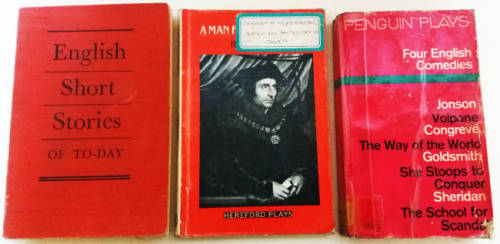 English
Short
Stories
OF TO-DAY
A MAN F
HEREFORD PLAYS
PENGUIN PLAYS
Four English
Comedies
Jonson
Volpone
Congreve
The Way of the World
Goldsmith
She Stoops to
Conquer
Sheridan
The School for
Scanda